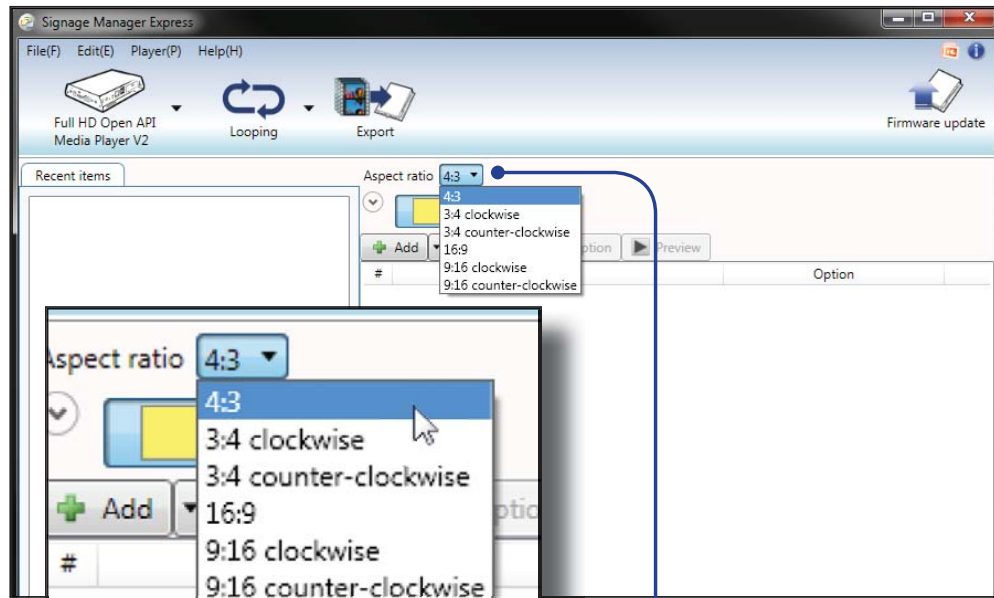 Signage Manager Express
File(F) Edit(E) Player(P) Help(H)
Full HD Open API
Media Player V2
Looping
Export
Firmware update
Recent items
Aspect ratio 4:3
4:3
3:4 clockwise
3:4 counter-clockwise
16:9
9:16 clockwise
9:16 counter-clockwise
Add
ption
Preview
#
Option
Aspect ratio 4:3
4:3
3:4 clockwise
3:4 counter-clockwise
16:9
9:16 clockwise
9:16 counter-clockwise
Add
ptio
#